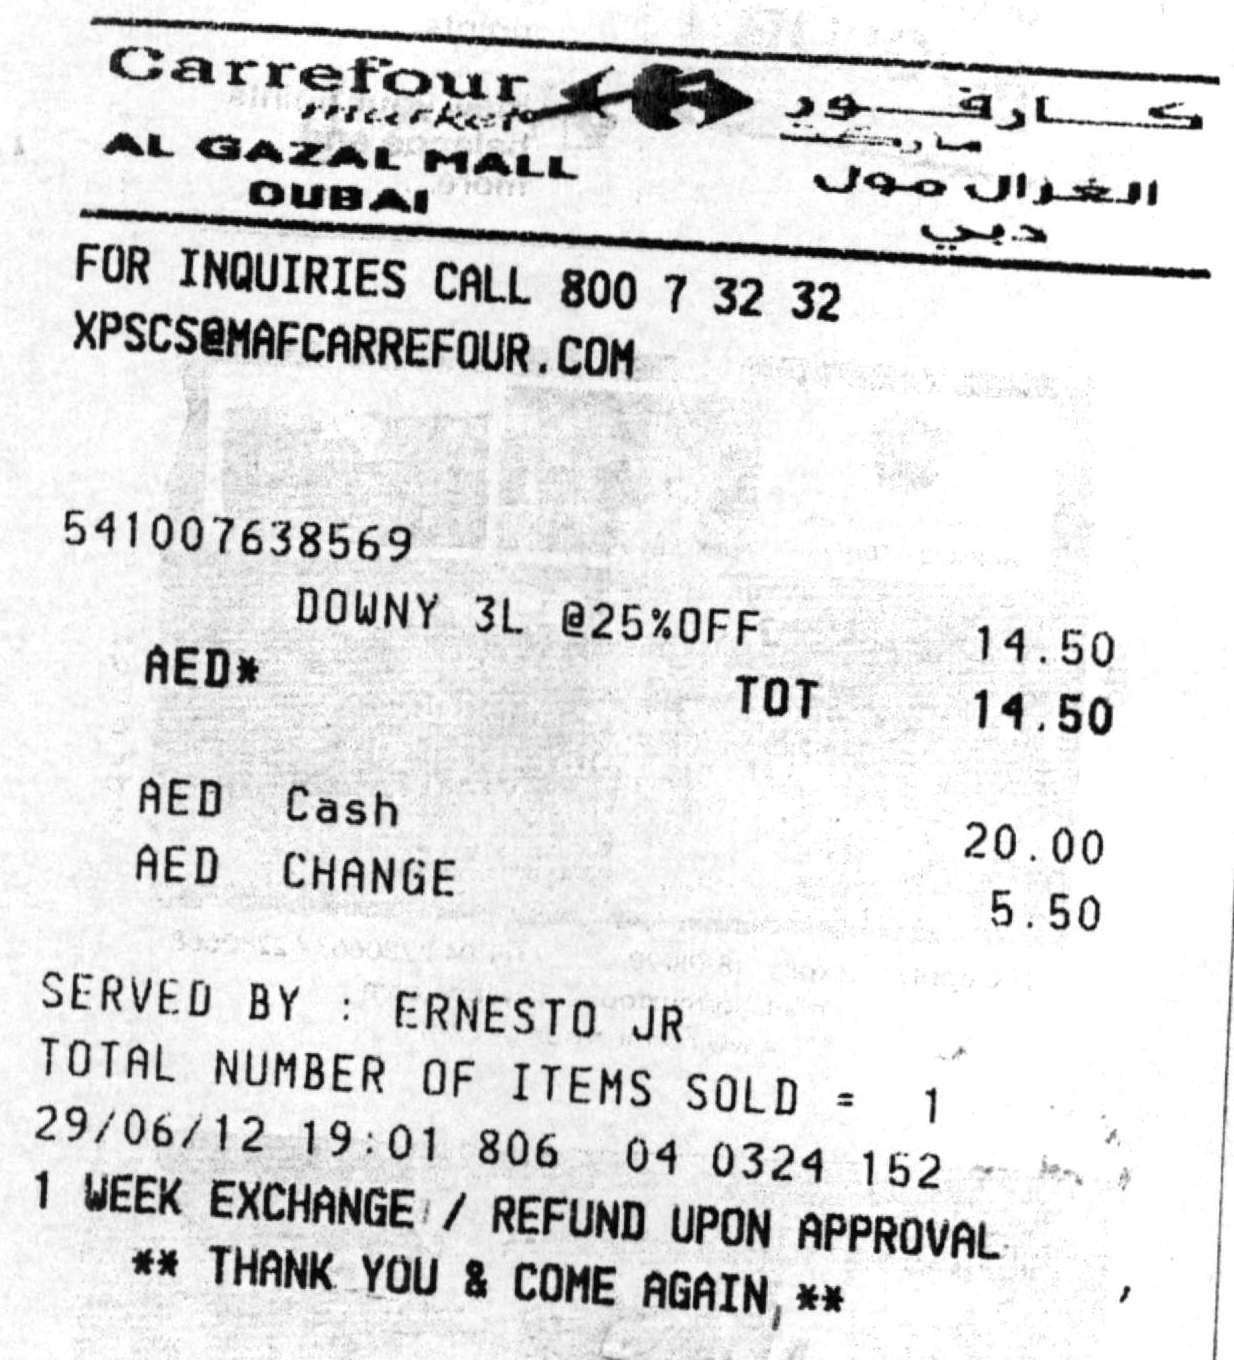 Carrefour
market
AL GAZAL MALL
DUBAI
كارفور
ماركت
الغزال مول
دبي
FOR INQUIRIES CALL 800 7 32 32
XPSCS@MAFCARREFOUR.COM
541007638569
DOWNY 3L @25%OFF 14.50
AED* TOT 14.50
AED Cash 20.00
AED CHANGE 5.50
SERVED BY : ERNESTO JR
TOTAL NUMBER OF ITEMS SOLD = 1
29/06/12 19:01 806 04 0324 152
1 WEEK EXCHANGE / REFUND UPON APPROVAL
** THANK YOU & COME AGAIN **